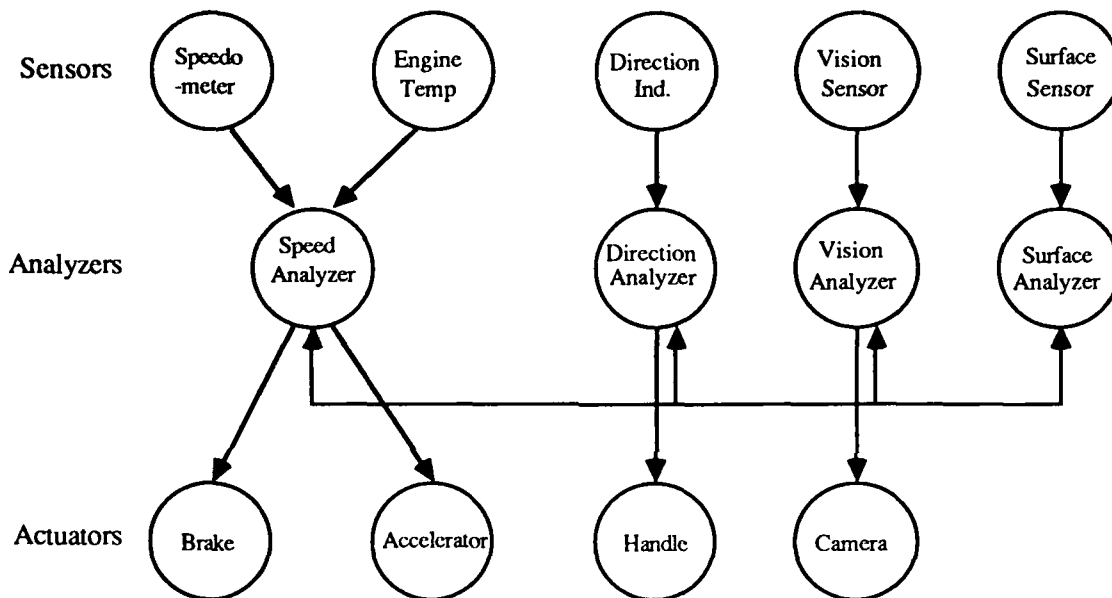 Sensors
Speedo
-meter
Engine
Temp
Direction
Ind.
Vision
Sensor
Surface
Sensor
Analyzers
Speed
Analyzer
Direction
Analyzer
Vision
Analyzer
Surface
Analyzer
Actuators
Brake
Accelerator
Handle
Camera